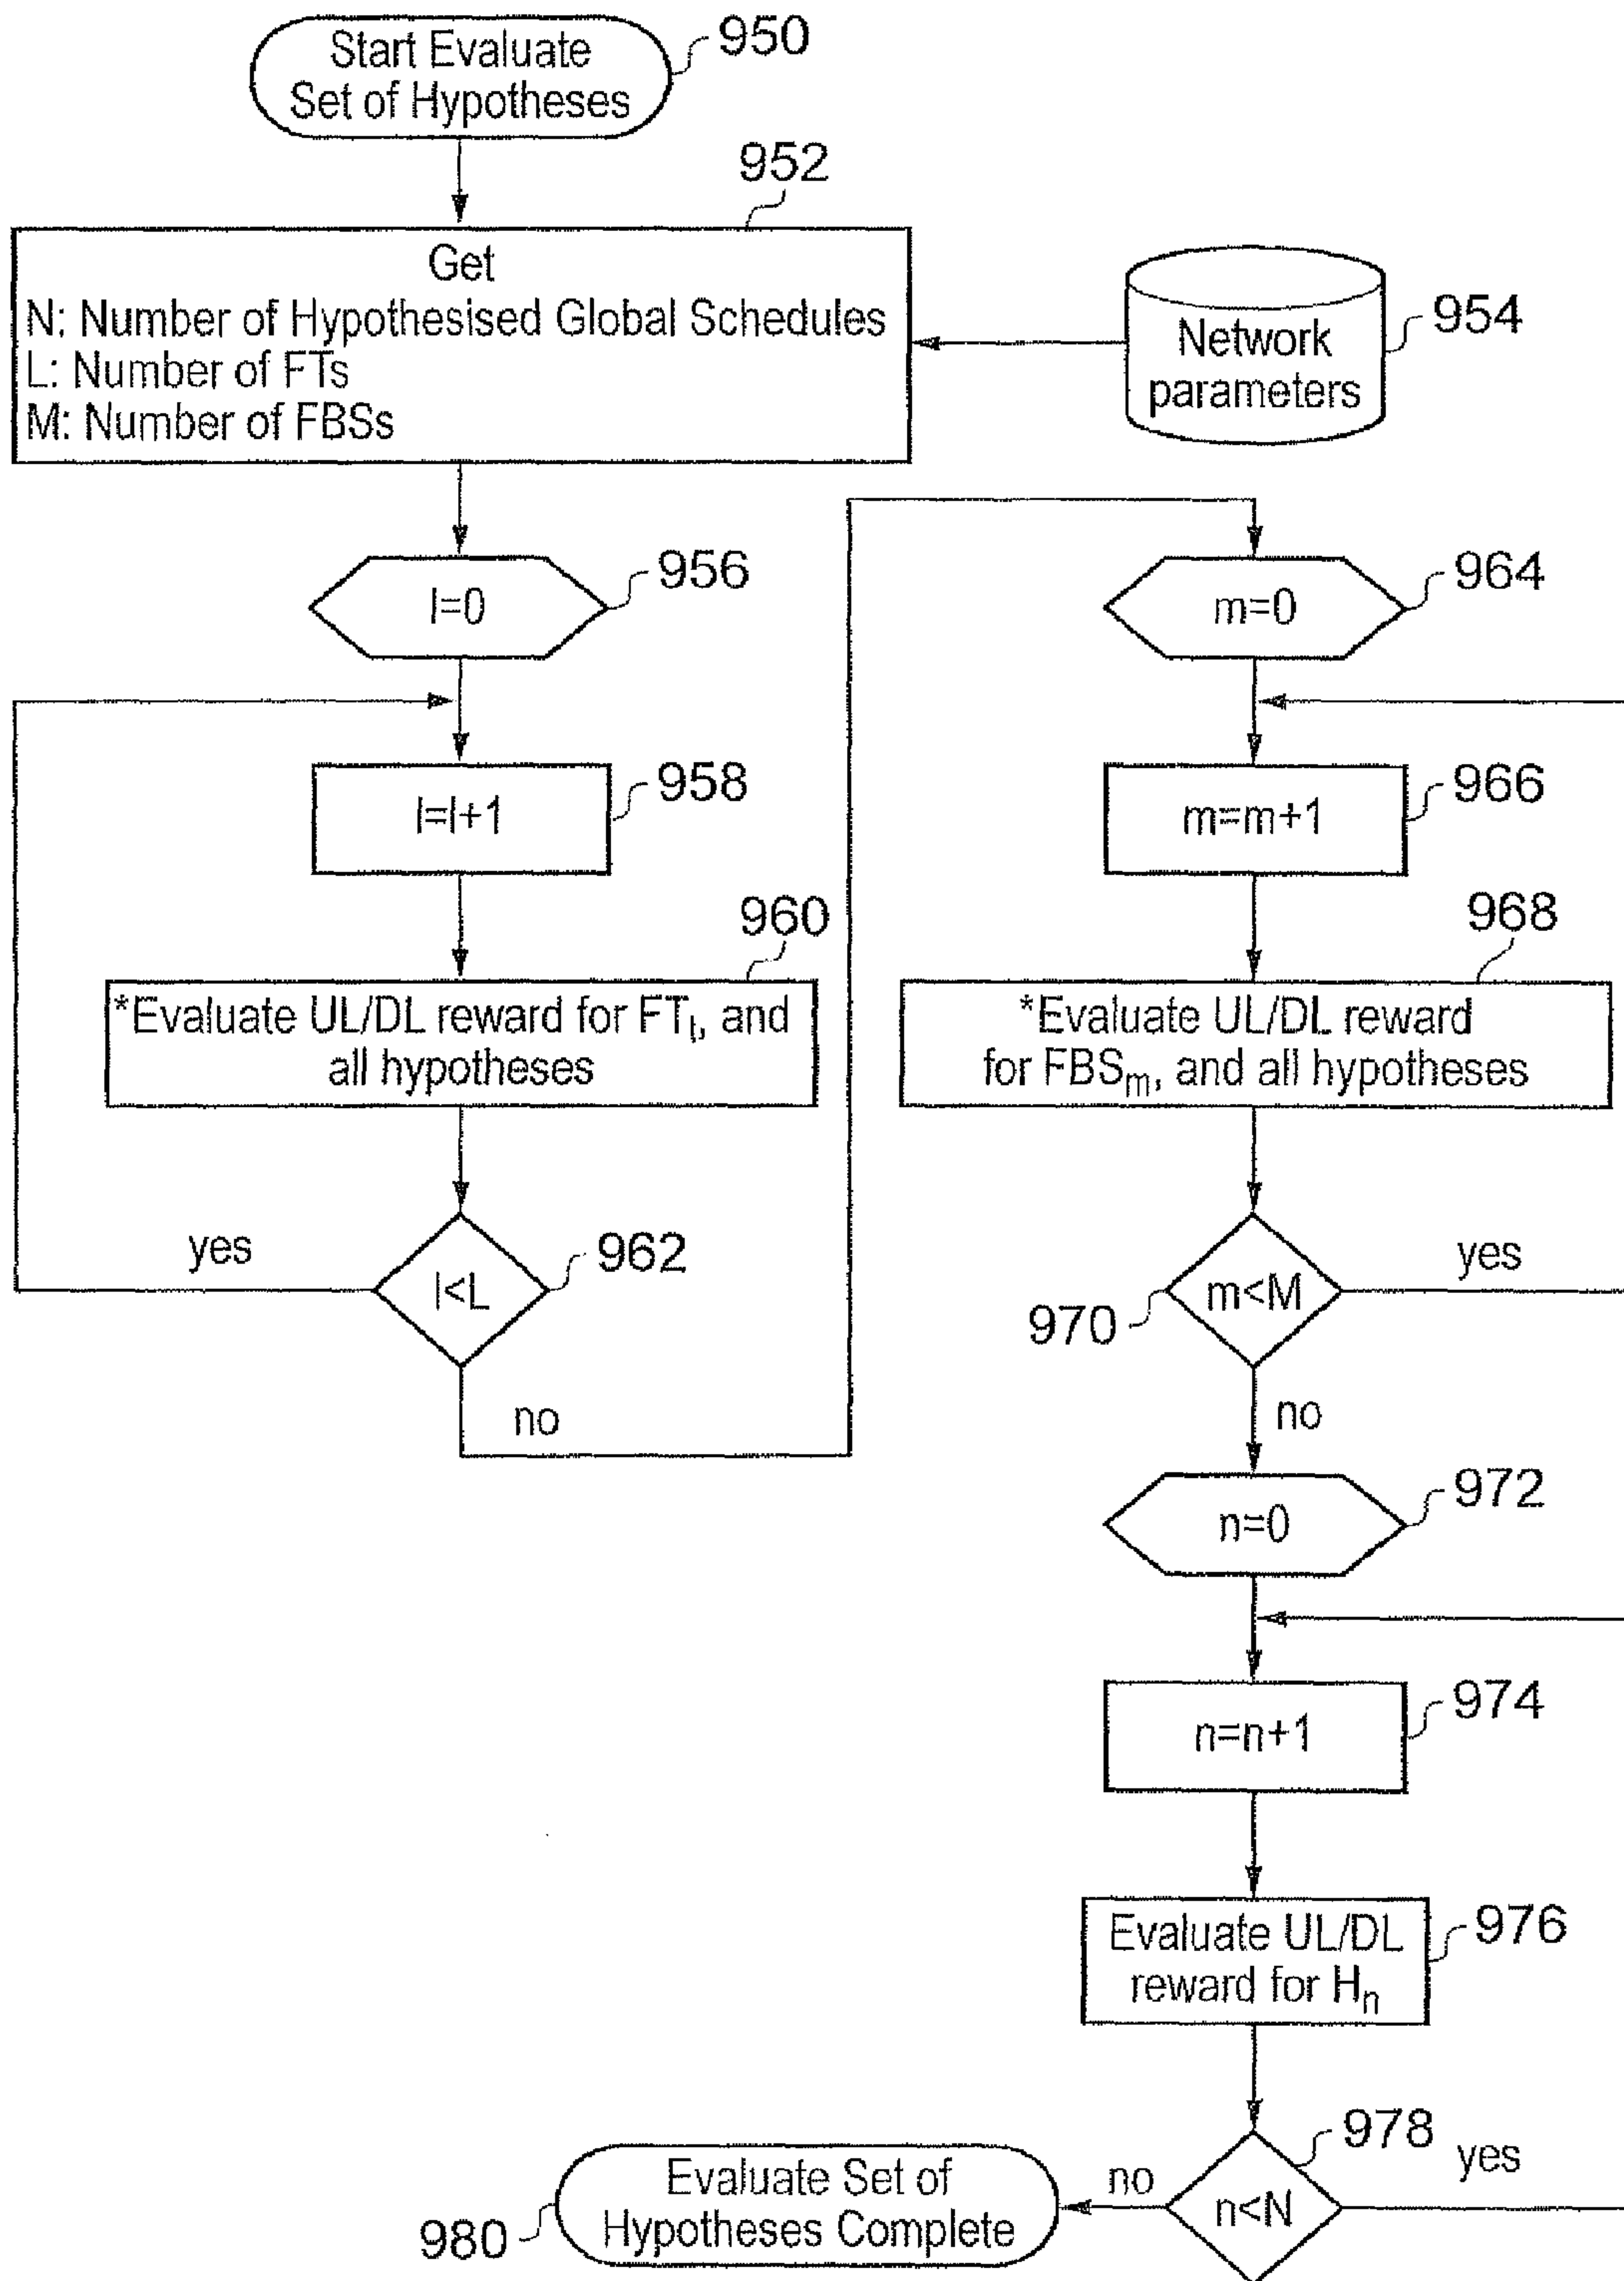 Start Evaluate
Set of Hypotheses
950
952
Get
N: Number of Hypothesised Global Schedules
L: Number of FTs
M: Number of FBSs
Network
parameters
954
l=0
956
m=0
964
l=l+1
958
m=m+1
966
960
*Evaluate UL/DL reward for FTl, and
all hypotheses
968
*Evaluate UL/DL reward
for FBSm, and all hypotheses
yes
l<L
962
no
970
m<M
yes
no
n=0
972
n=n+1
974
Evaluate UL/DL
reward for Hn
976
978
n<N
yes
no
Evaluate Set of
Hypotheses Complete
980